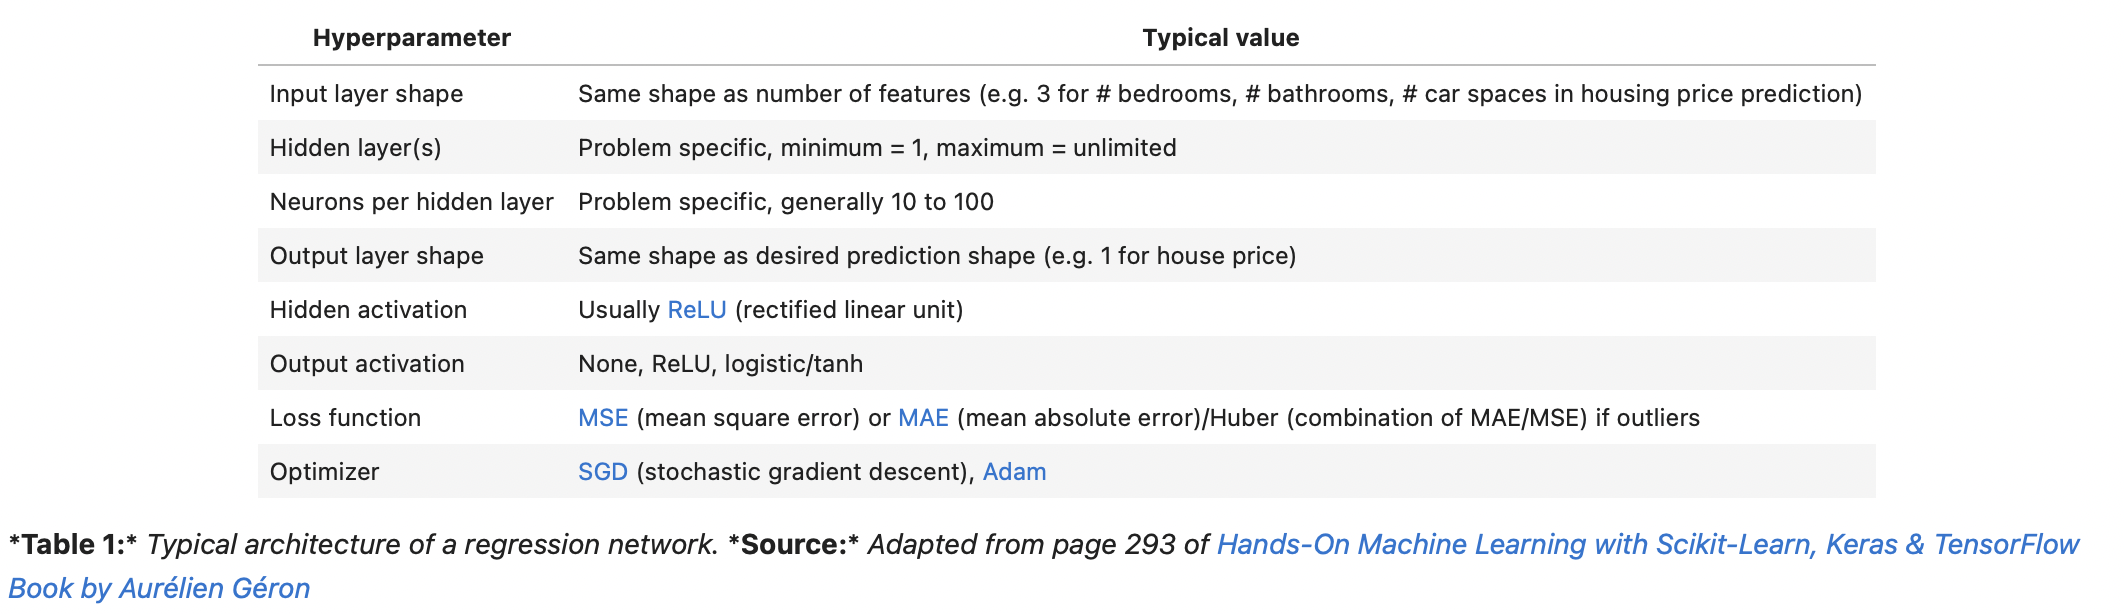 Hyperparameter Typical value
Input layer shape Same shape as number of features (e.g. 3 for # bedrooms, # bathrooms, # car spaces in housing price prediction)
Hidden layer(s) Problem specific, minimum = 1, maximum = unlimited
Neurons per hidden layer Problem specific, generally 10 to 100
Output layer shape Same shape as desired prediction shape (e.g. 1 for house price)
Hidden activation Usually ReLU (rectified linear unit)
Output activation None, ReLU, logistic/tanh
Loss function MSE (mean square error) or MAE (mean absolute error)/Huber (combination of MAE/MSE) if outliers
Optimizer SGD (stochastic gradient descent), Adam
*Table 1:* Typical architecture of a regression network. *Source:* Adapted from page 293 of Hands-On Machine Learning with Scikit-Learn, Keras & TensorFlow
Book by Aurélien Géron